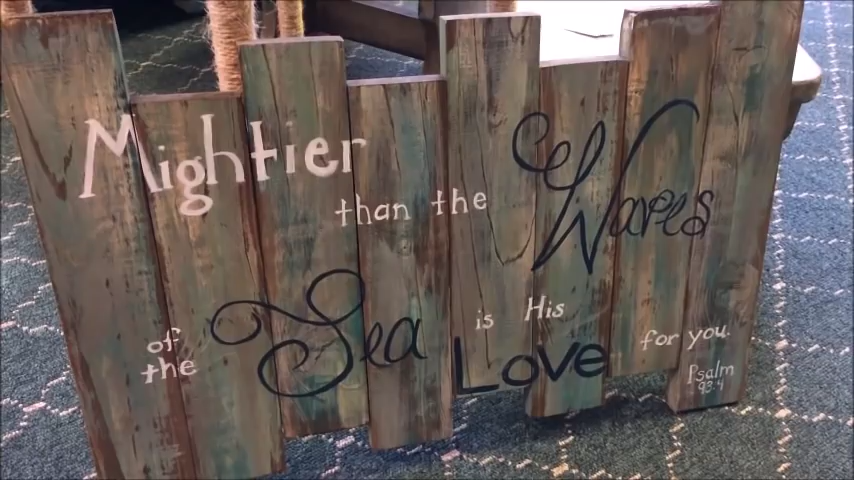 Mightier
than the Waves
of the Sea is His
Love for you.
Psalm
93:4